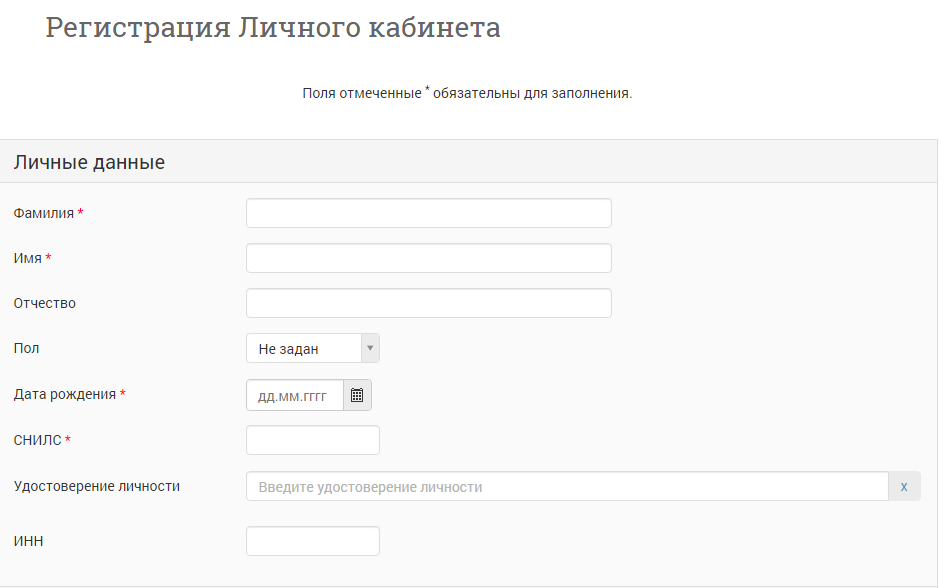 Регистрация Личного кабинета
Поля отмеченные * обязательны для заполнения.
Личные данные
Фамилия *
Имя *
Отчество
Пол Не задан
Дата рождения * дд.мм.гггг
СНИЛС *
Удостоверение личности Введите удостоверение личности x
ИНН